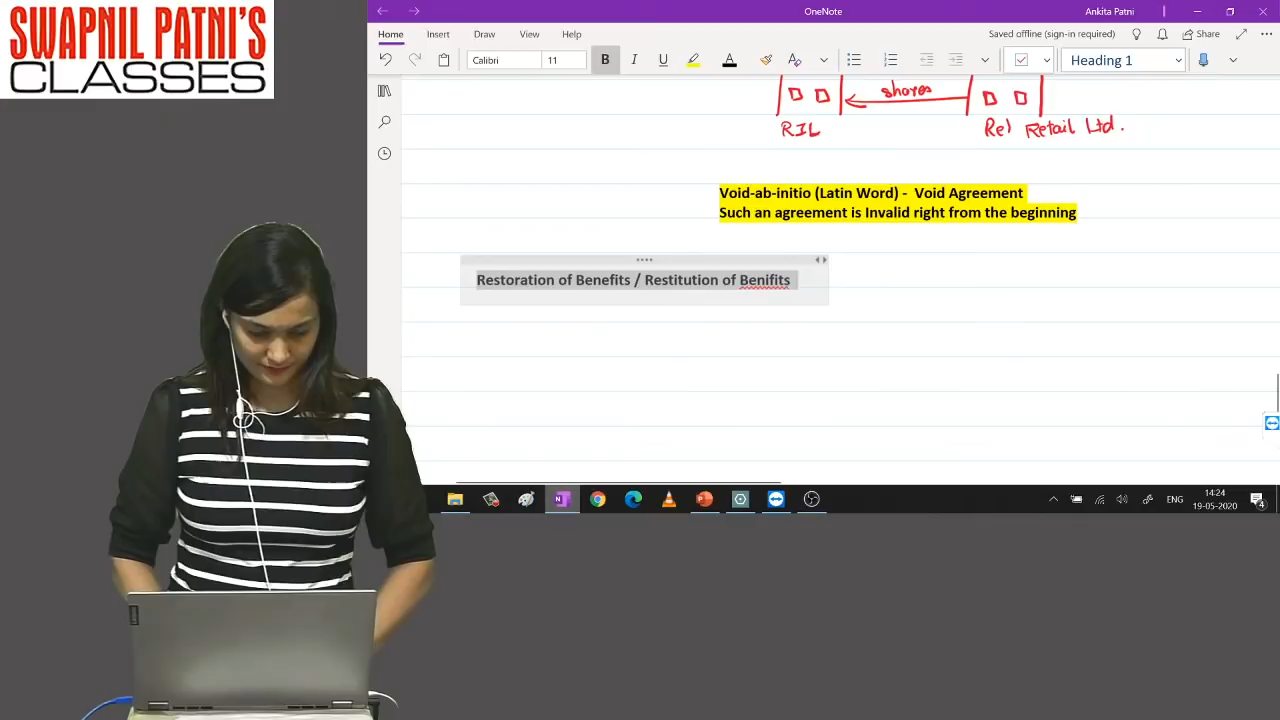 SWAPNIL PATNI'S
CLASSES
OneNote
Ankita Patni
Home Insert Draw View Help
Saved offline (sign-in required)
Share
Calibri 11 B I U A Heading 1
shares
RIL
Rel Retail Ltd.
Void-ab-initio (Latin Word) - Void Agreement
Such an agreement is Invalid right from the beginning
Restoration of Benefits / Restitution of Benifits
ENG
14:24
19-05-2020
4